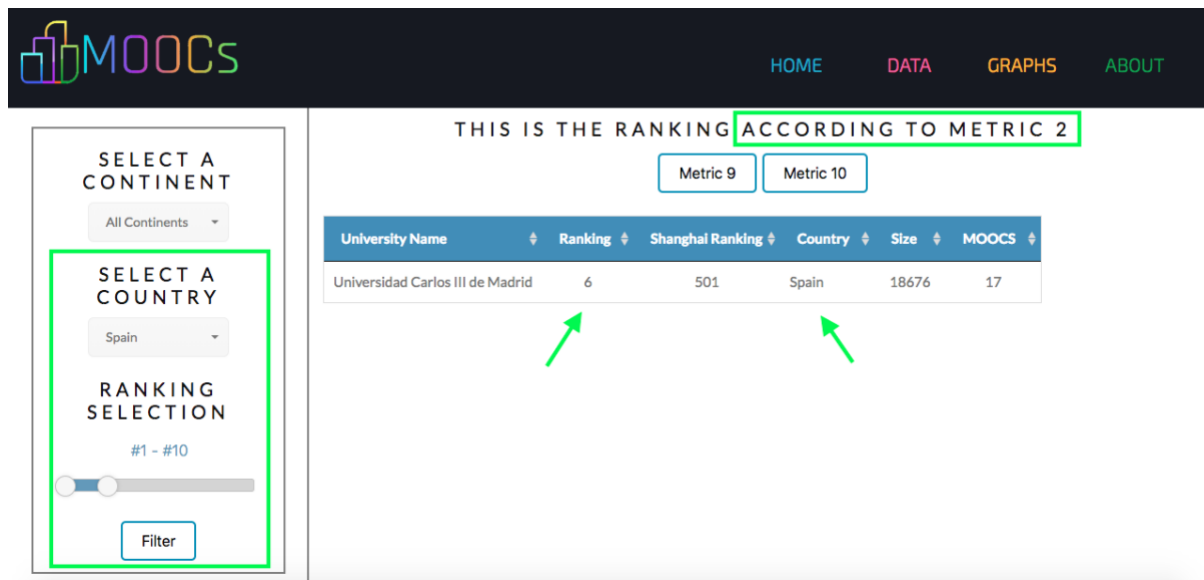 MOOCs
HOME DATA GRAPHS ABOUT
SELECT A
CONTINENT
All Continents
SELECT A
COUNTRY
Spain
RANKING
SELECTION
#1 - #10
Filter
THIS IS THE RANKING ACCORDING TO METRIC 2
Metric 9 Metric 10
University Name Ranking Shanghai Ranking Country Size MOOCS
Universidad Carlos III de Madrid 6 501 Spain 18676 17